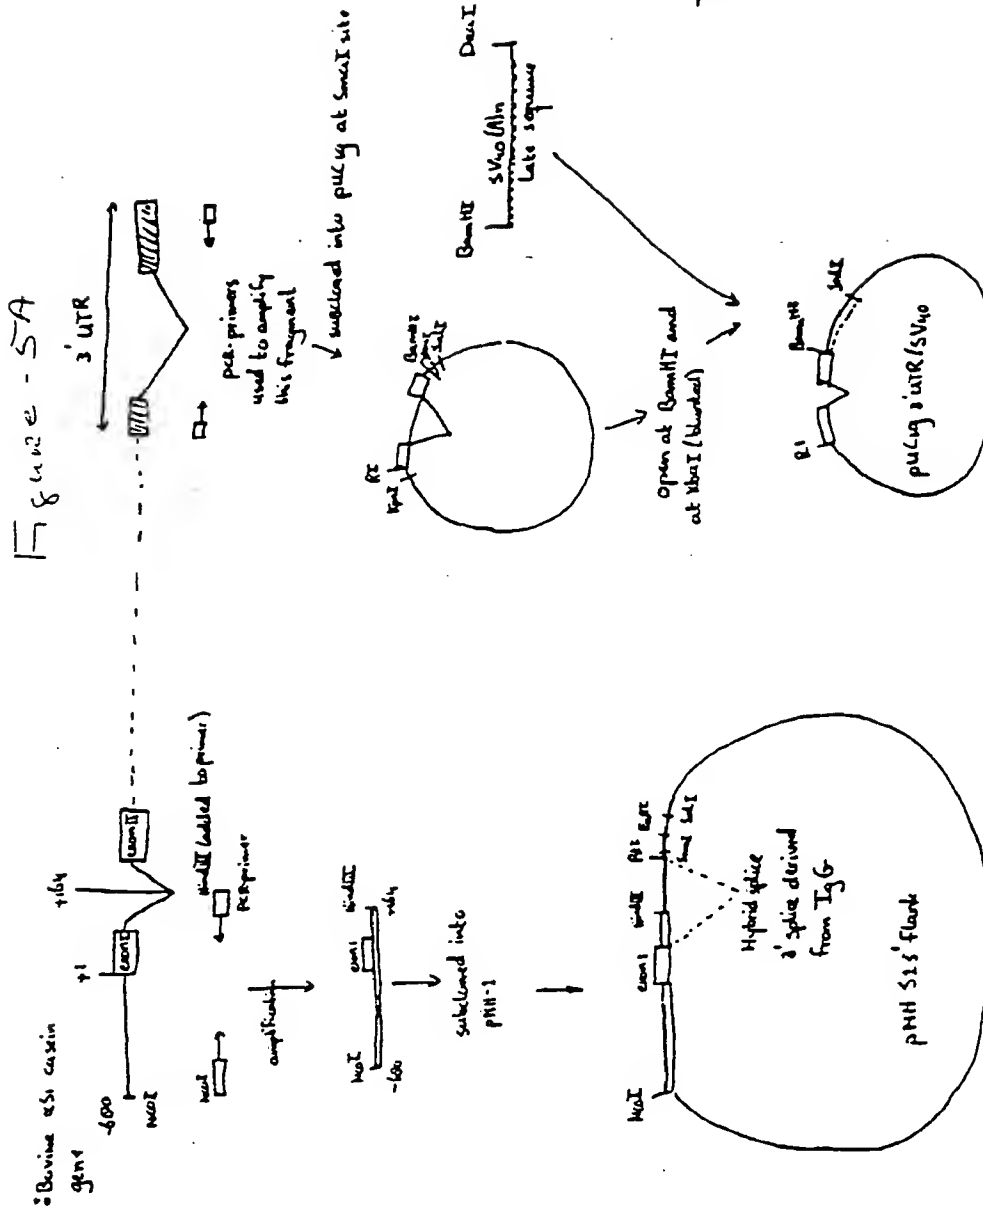 Figure - 5A
: Bovine αS1 casein
gene
-600
NcoI
+1
exon I
+164
exon II
3' UTR
NcoI
HindIII (added to primer)
PCR-primer
amplification
PCR-primers
used to amplify
this fragment
subcloned into pUC19 at SmaI site
NcoI
-600
exon I
HindIII
+164
subcloned into
pHH-1
KpnI
RI
BamHI
SalI
open at BamHI and
at XbaI (blunted)
BamHI
SV40 (A)n
Late sequence
NcoI
exon I
HindIII
SalI
Hybrid splice
3' splice derived
from IgG
pHH S1 5' flank
RI
BamHI
SalI
pUC19 3' UTR/SV40